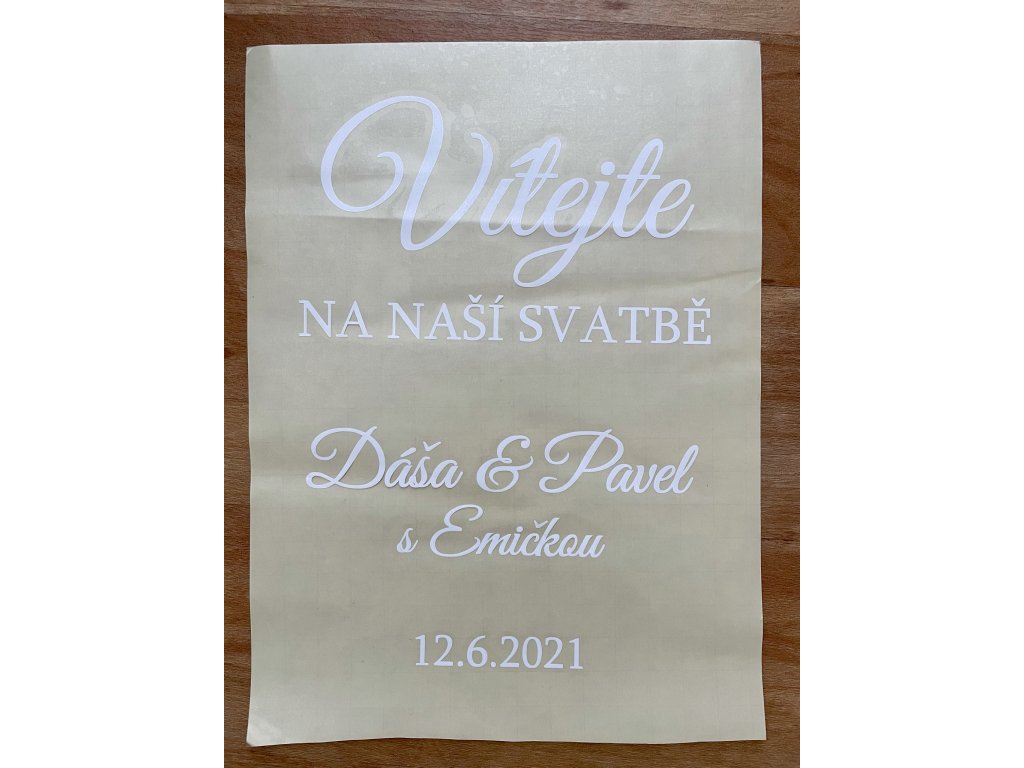 Vítejte
NA NAŠÍ SVATBĚ
Dáša & Pavel
s Emičkou
12.6.2021